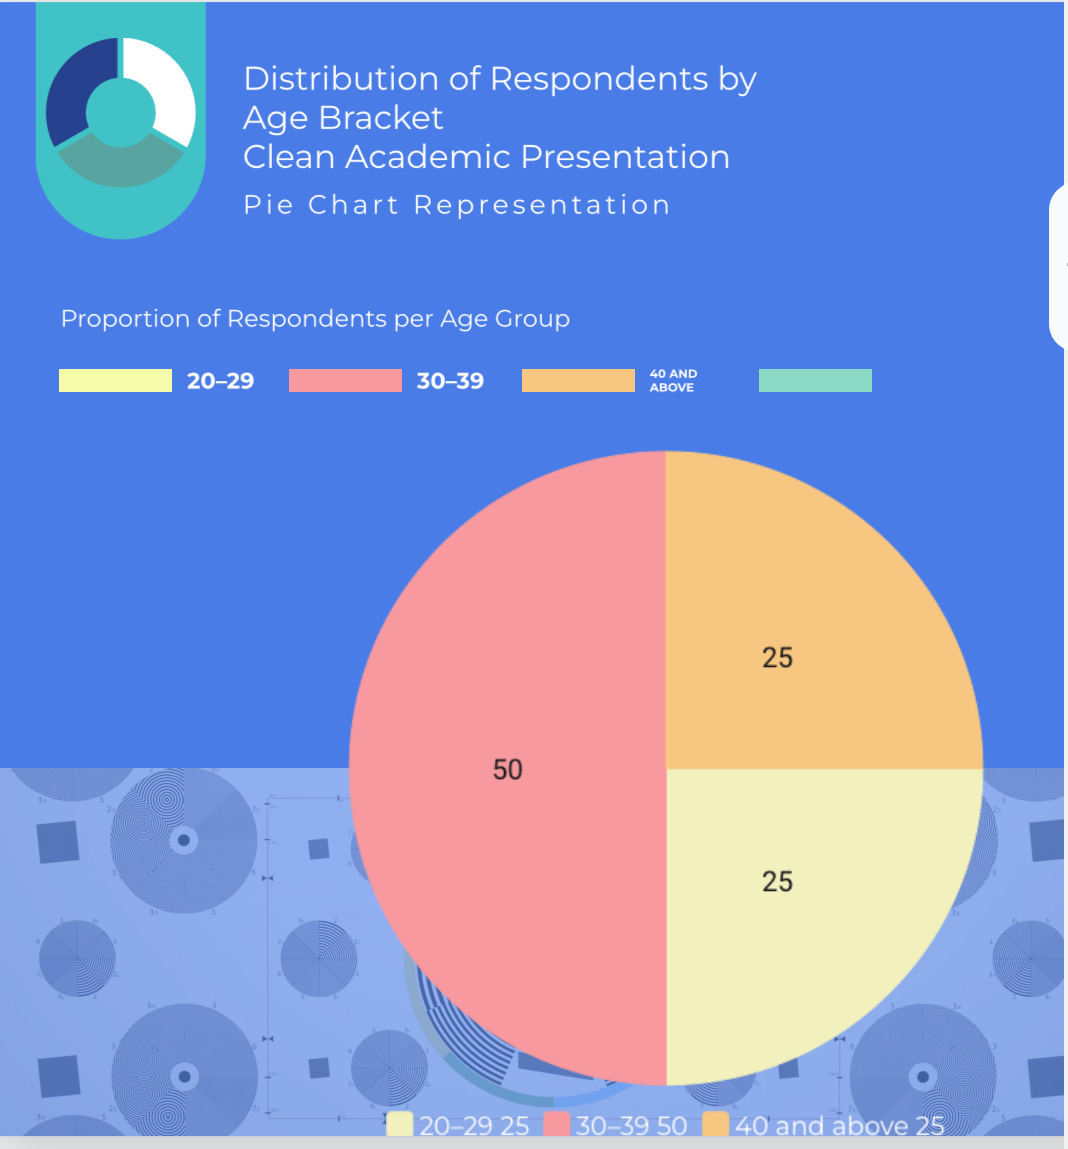 Distribution of Respondents by
Age Bracket
Clean Academic Presentation
Pie Chart Representation
Proportion of Respondents per Age Group
20–29
30–39
40 AND
ABOVE
25
50
25
20–29 25
30–39 50
40 and above 25